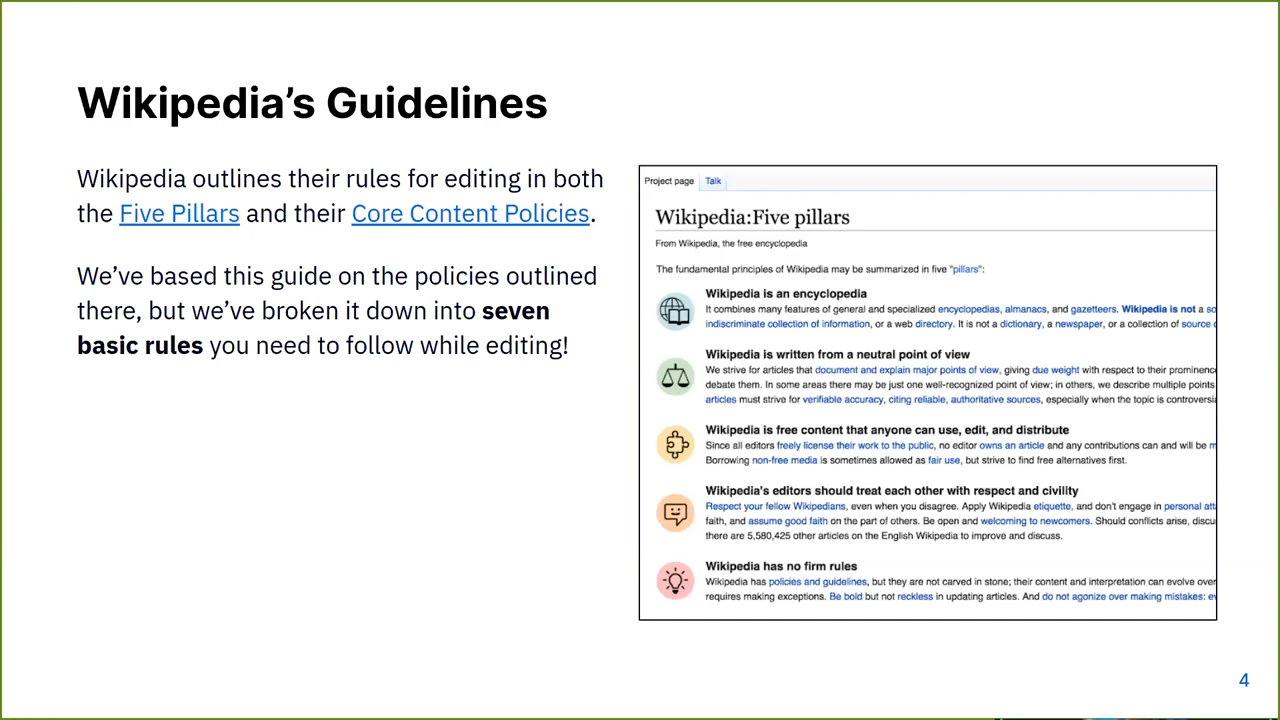 Wikipedia’s Guidelines
Wikipedia outlines their rules for editing in both
the Five Pillars and their Core Content Policies.
We’ve based this guide on the policies outlined
there, but we’ve broken it down into seven
basic rules you need to follow while editing!
Project page Talk
Wikipedia:Five pillars
From Wikipedia, the free encyclopedia
The fundamental principles of Wikipedia may be summarized in five "pillars":
Wikipedia is an encyclopedia
It combines many features of general and specialized encyclopedias, almanacs, and gazetteers. Wikipedia is not a so
indiscriminate collection of information, or a web directory. It is not a dictionary, a newspaper, or a collection of source
Wikipedia is written from a neutral point of view
We strive for articles that document and explain major points of view, giving due weight with respect to their prominence
debate them. In some areas there may be just one well-recognized point of view; in others, we describe multiple points
articles must strive for verifiable accuracy, citing reliable, authoritative sources, especially when the topic is controversia
Wikipedia is free content that anyone can use, edit, and distribute
Since all editors freely license their work to the public, no editor owns an article and any contributions can and will be m
Borrowing non-free media is sometimes allowed as fair use, but strive to find free alternatives first.
Wikipedia's editors should treat each other with respect and civility
Respect your fellow Wikipedians, even when you disagree. Apply Wikipedia etiquette, and don't engage in personal att
faith, and assume good faith on the part of others. Be open and welcoming to newcomers. Should conflicts arise, discu
there are 5,580,425 other articles on the English Wikipedia to improve and discuss.
Wikipedia has no firm rules
Wikipedia has policies and guidelines, but they are not carved in stone; their content and interpretation can evolve over
requires making exceptions. Be bold but not reckless in updating articles. And do not agonize over making mistakes: ev
4